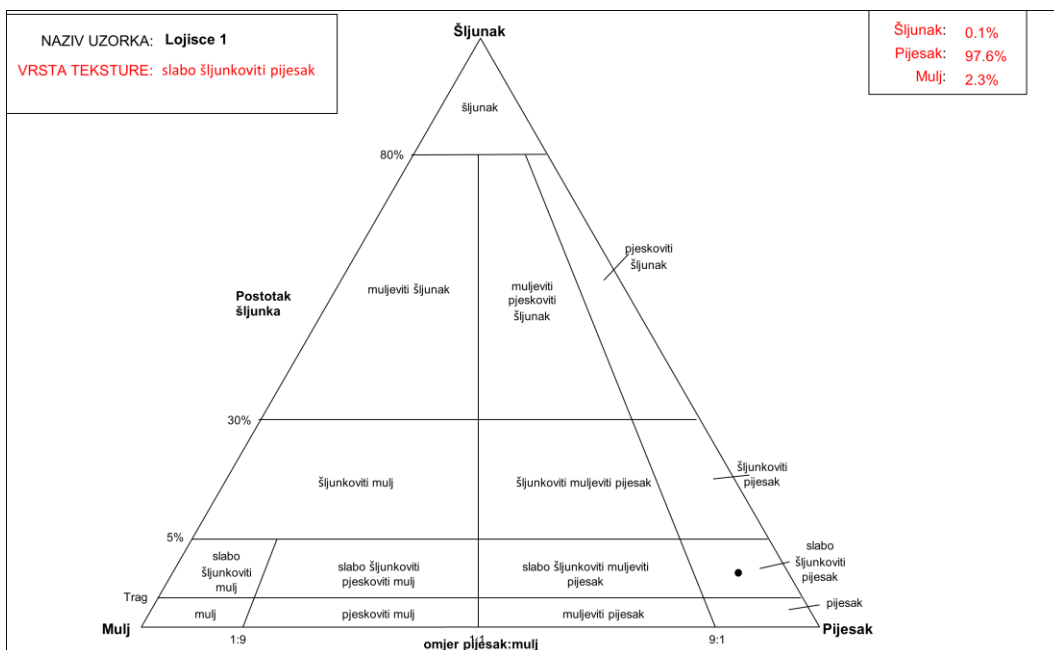 NAZIV UZORKA: Lojisce 1
VRSTA TEKSTURE: slabo šljunkoviti pijesak
Šljunak: 0.1%
Pijesak: 97.6%
Mulj: 2.3%
Šljunak
šljunak
80%
pjeskoviti
šljunak
muljeviti šljunak
muljeviti
pjeskoviti
šljunak
Postotak
šljunka
30%
šljunkoviti mulj
šljunkoviti muljeviti pijesak
šljunkoviti
pijesak
5%
slabo
šljunkoviti
mulj
slabo šljunkoviti
pjeskoviti mulj
slabo šljunkoviti muljeviti
pijesak
slabo
šljunkoviti
pijesak
Trag
mulj
pjeskoviti mulj
muljeviti pijesak
pijesak
Mulj
Pijesak
1:9
1:1
9:1
omjer pijesak:mulj